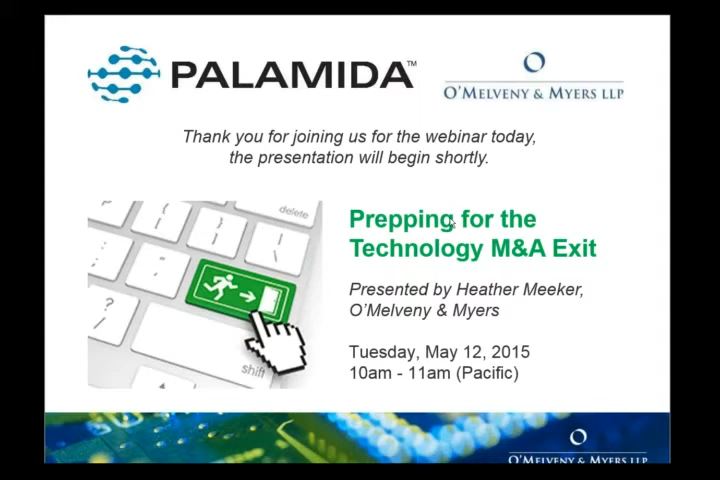 PALAMIDA™
O'MELVENY & MYERS LLP
Thank you for joining us for the webinar today,
the presentation will begin shortly.
delete
shift
Prepping for the
Technology M&A Exit
Presented by Heather Meeker,
O'Melveny & Myers
Tuesday, May 12, 2015
10am - 11am (Pacific)
O'MELVENY & MYERS LLP